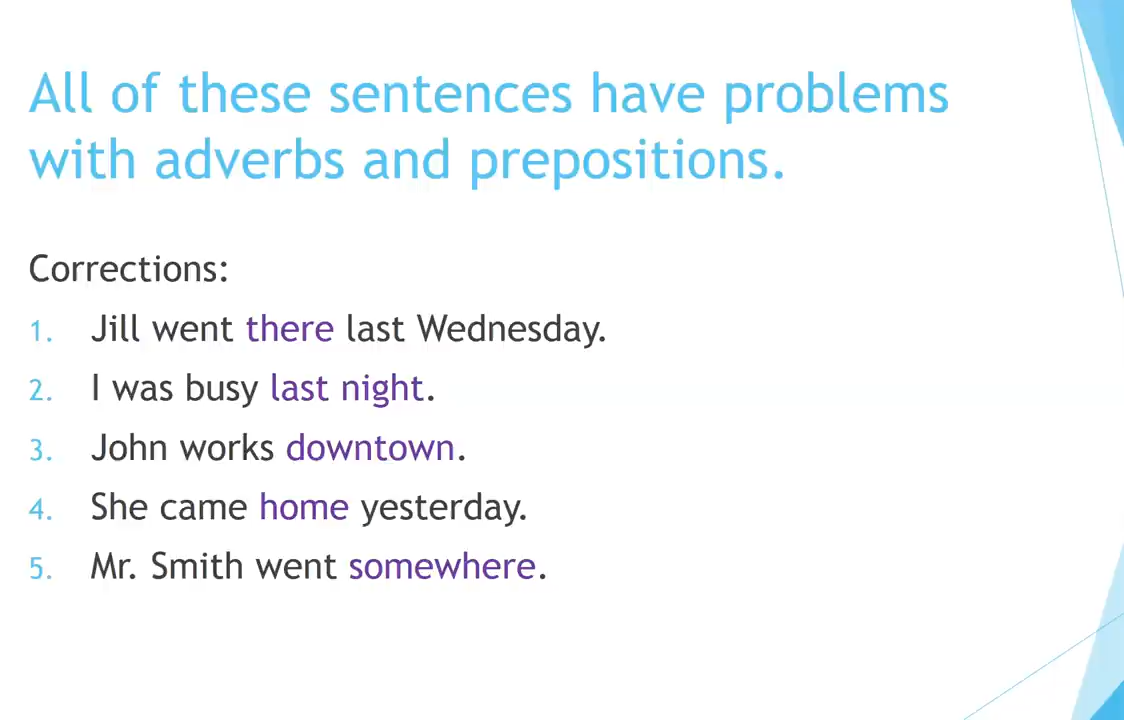 All of these sentences have problems
with adverbs and prepositions.
Corrections:
1. Jill went there last Wednesday.
2. I was busy last night.
3. John works downtown.
4. She came home yesterday.
5. Mr. Smith went somewhere.